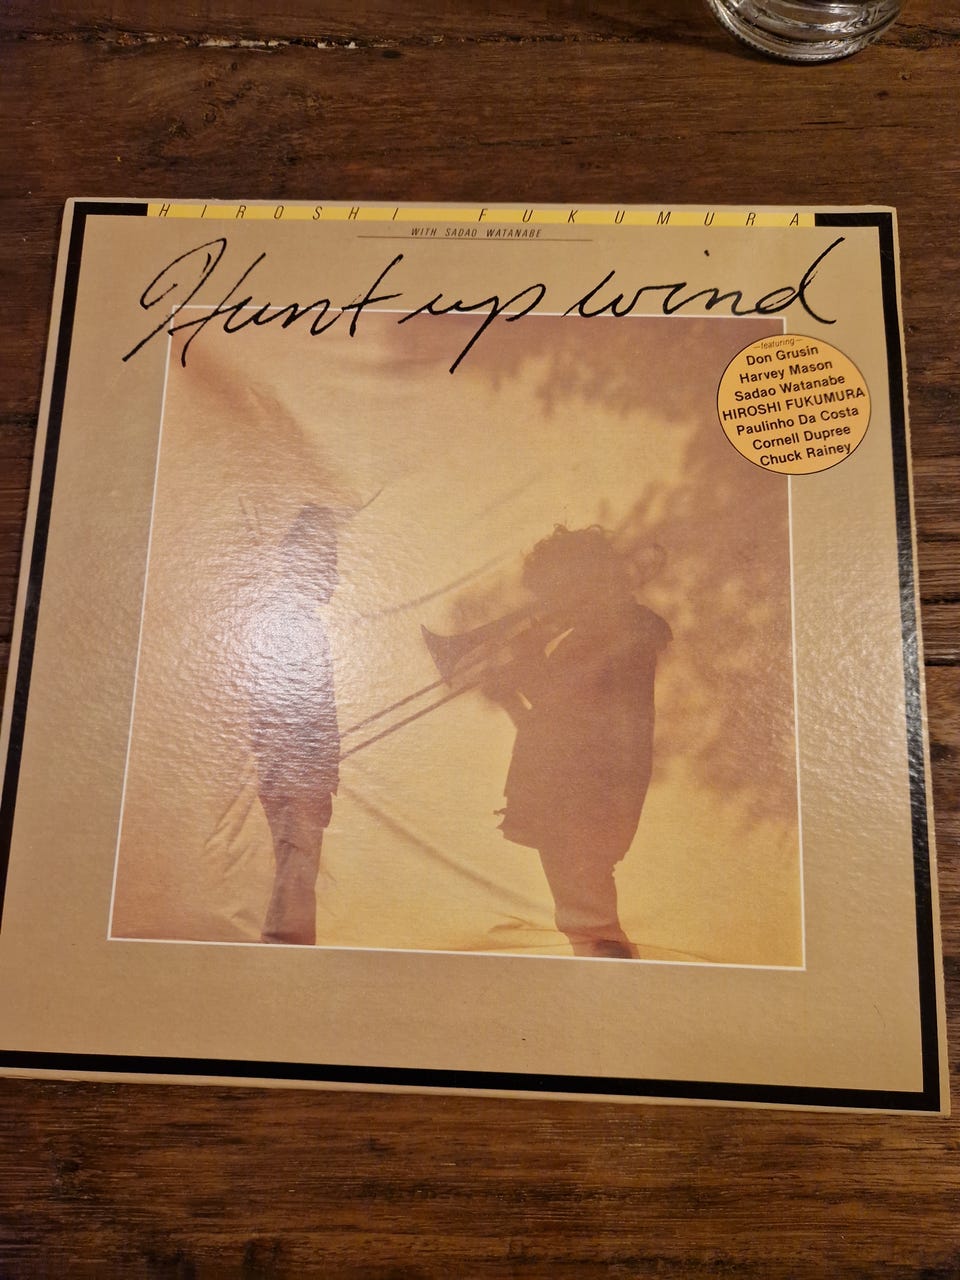 HIROSHI FUKUMURA
WITH SADAO WATANABE
Hunt up wind
—featuring—
Don Grusin
Harvey Mason
Sadao Watanabe
HIROSHI FUKUMURA
Paulinho Da Costa
Cornell Dupree
Chuck Rainey